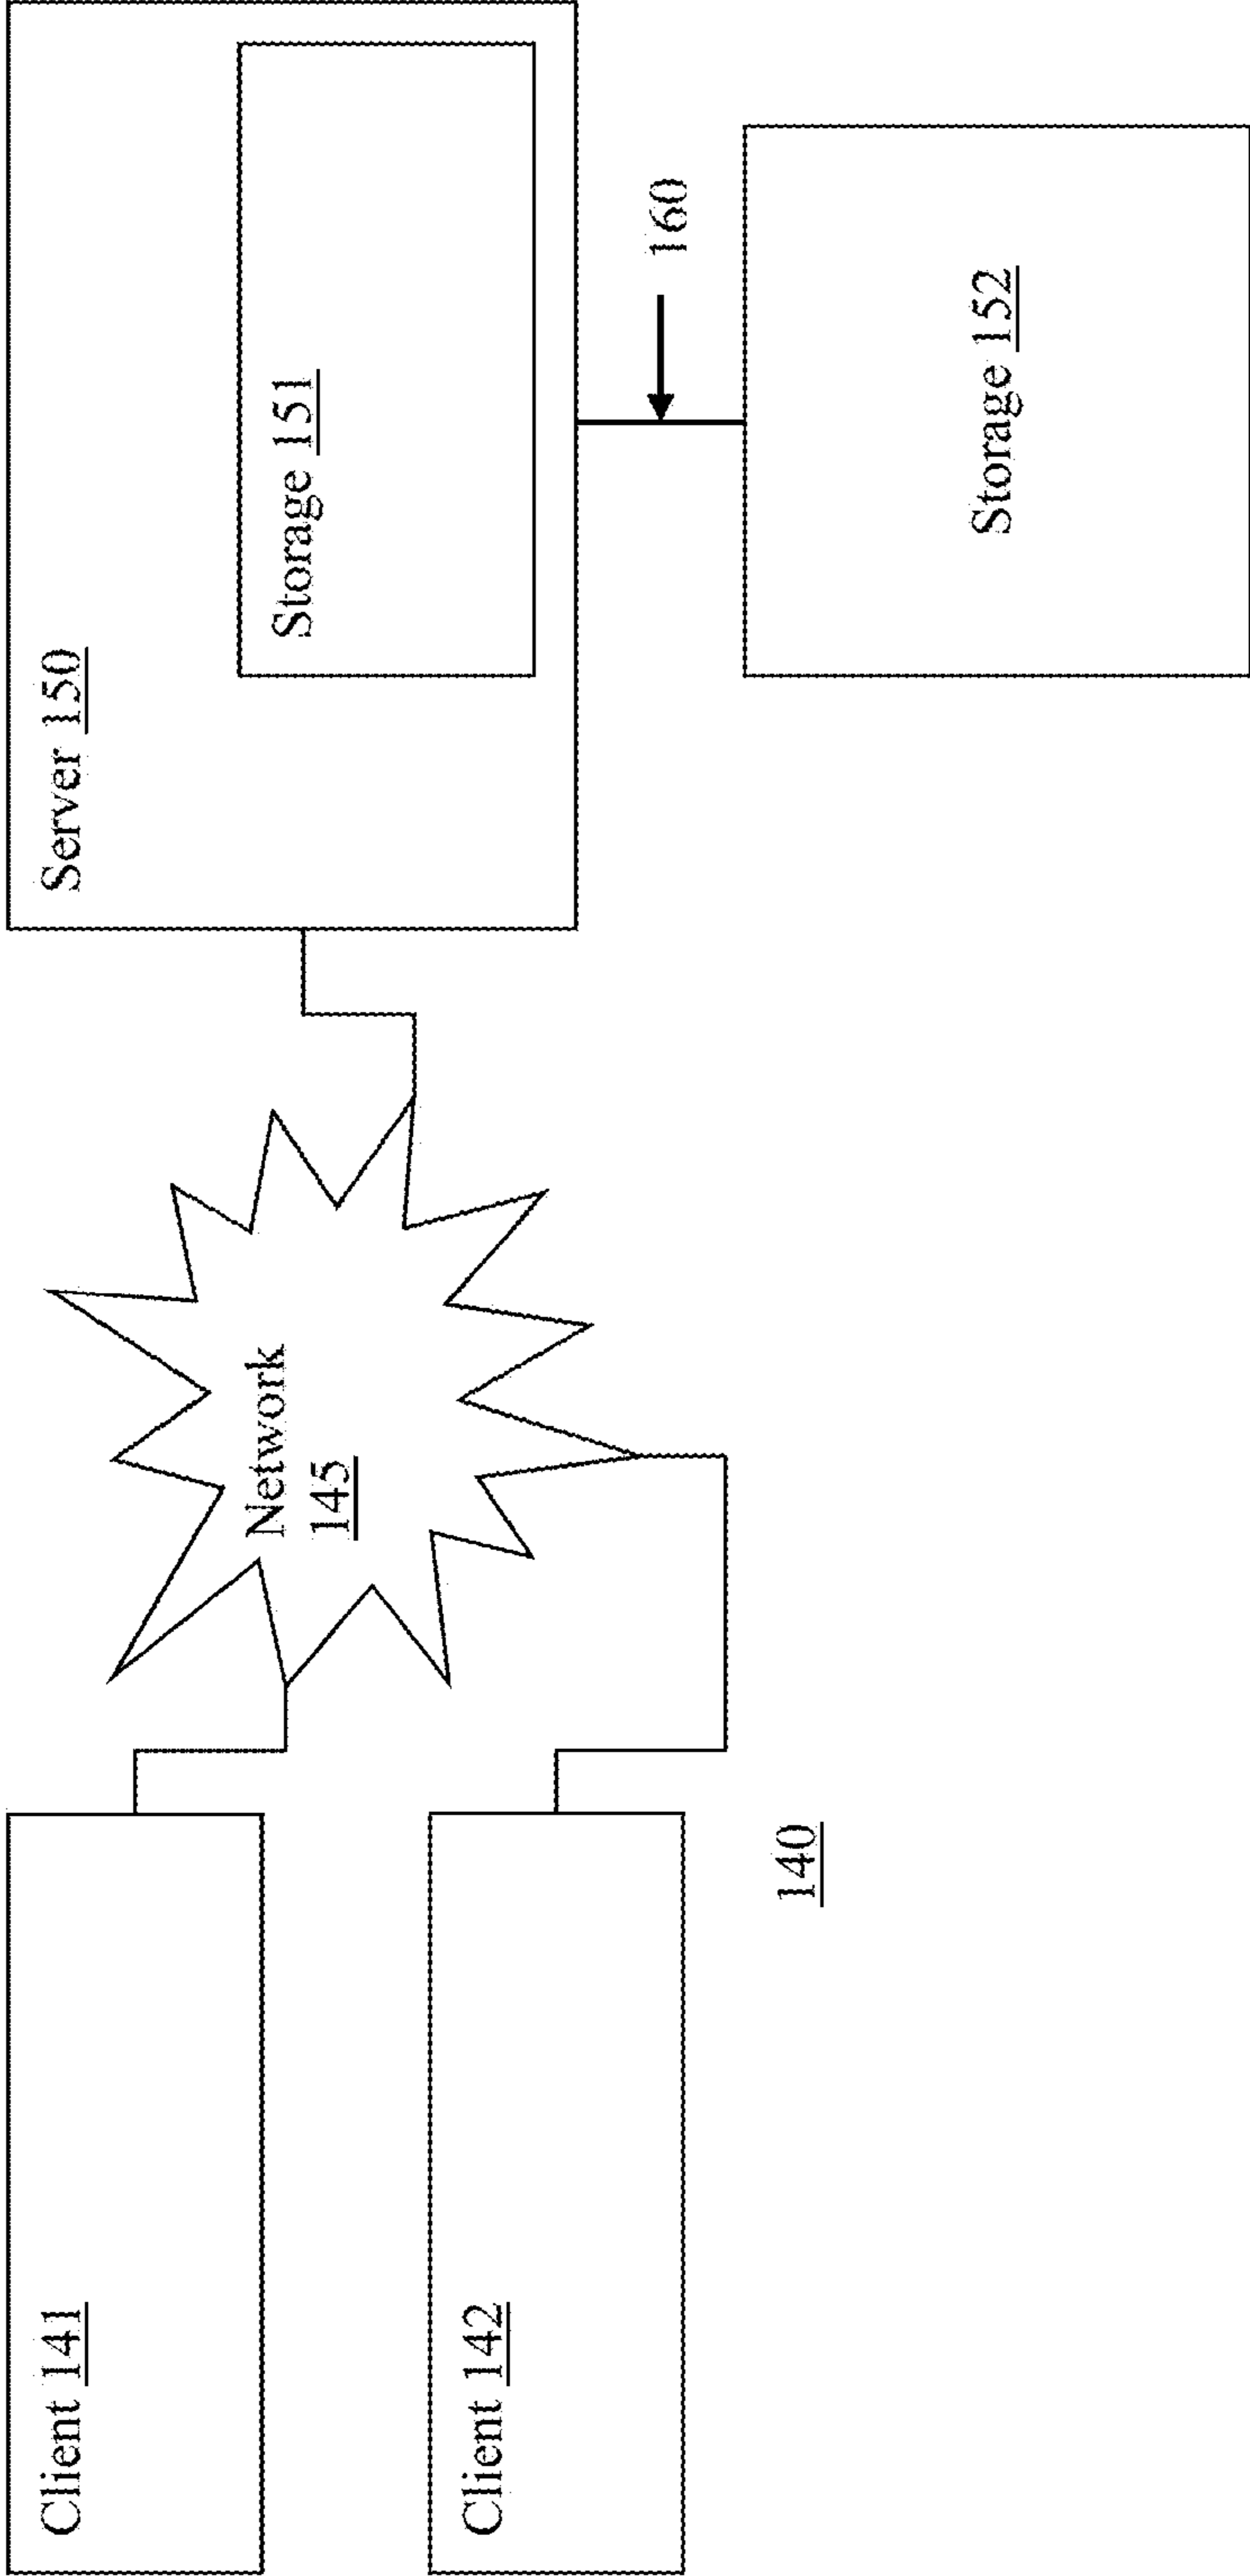 Client 141
Client 142
140
Network
145
Server 150
Storage 151
160
Storage 152